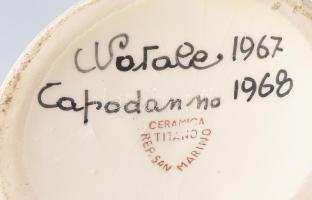 Natale 1967
Capodanno 1968
CERAMICA
TITANO
REP. SAN MARINO